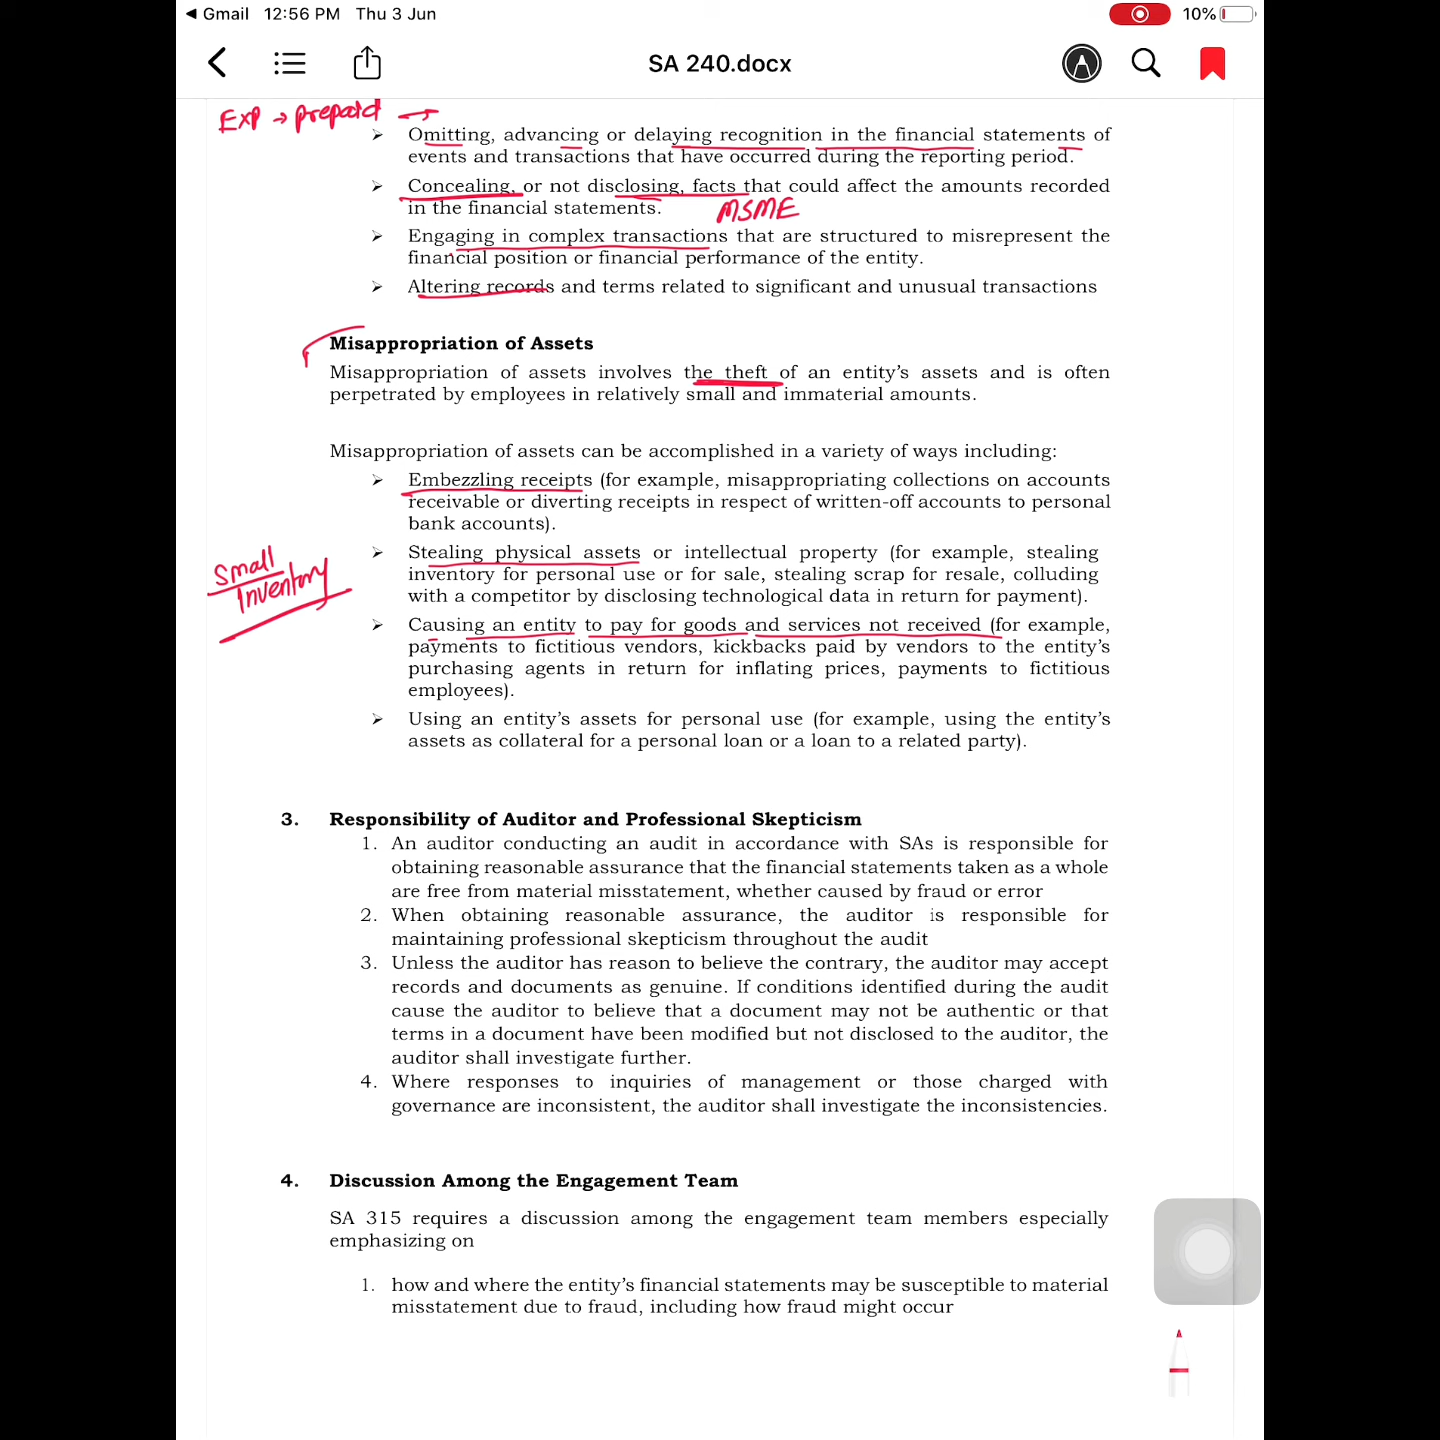 Gmail 12:56 PM Thu 3 Jun 10%
SA 240.docx
Exp → prepaid →
➢ Omitting, advancing or delaying recognition in the financial statements of
events and transactions that have occurred during the reporting period.
➢ Concealing, or not disclosing, facts that could affect the amounts recorded
in the financial statements.
MSME
➢ Engaging in complex transactions that are structured to misrepresent the
financial position or financial performance of the entity.
➢ Altering records and terms related to significant and unusual transactions
Misappropriation of Assets
Misappropriation of assets involves the theft of an entity’s assets and is often
perpetrated by employees in relatively small and immaterial amounts.
Misappropriation of assets can be accomplished in a variety of ways including:
➢ Embezzling receipts (for example, misappropriating collections on accounts
receivable or diverting receipts in respect of written-off accounts to personal
bank accounts).
➢ Stealing physical assets or intellectual property (for example, stealing
inventory for personal use or for sale, stealing scrap for resale, colluding
with a competitor by disclosing technological data in return for payment).
Small
Inventory
➢ Causing an entity to pay for goods and services not received (for example,
payments to fictitious vendors, kickbacks paid by vendors to the entity’s
purchasing agents in return for inflating prices, payments to fictitious
employees).
➢ Using an entity’s assets for personal use (for example, using the entity’s
assets as collateral for a personal loan or a loan to a related party).
3. Responsibility of Auditor and Professional Skepticism
1. An auditor conducting an audit in accordance with SAs is responsible for
obtaining reasonable assurance that the financial statements taken as a whole
are free from material misstatement, whether caused by fraud or error
2. When obtaining reasonable assurance, the auditor is responsible for
maintaining professional skepticism throughout the audit
3. Unless the auditor has reason to believe the contrary, the auditor may accept
records and documents as genuine. If conditions identified during the audit
cause the auditor to believe that a document may not be authentic or that
terms in a document have been modified but not disclosed to the auditor, the
auditor shall investigate further.
4. Where responses to inquiries of management or those charged with
governance are inconsistent, the auditor shall investigate the inconsistencies.
4. Discussion Among the Engagement Team
SA 315 requires a discussion among the engagement team members especially
emphasizing on
1. how and where the entity’s financial statements may be susceptible to material
misstatement due to fraud, including how fraud might occur